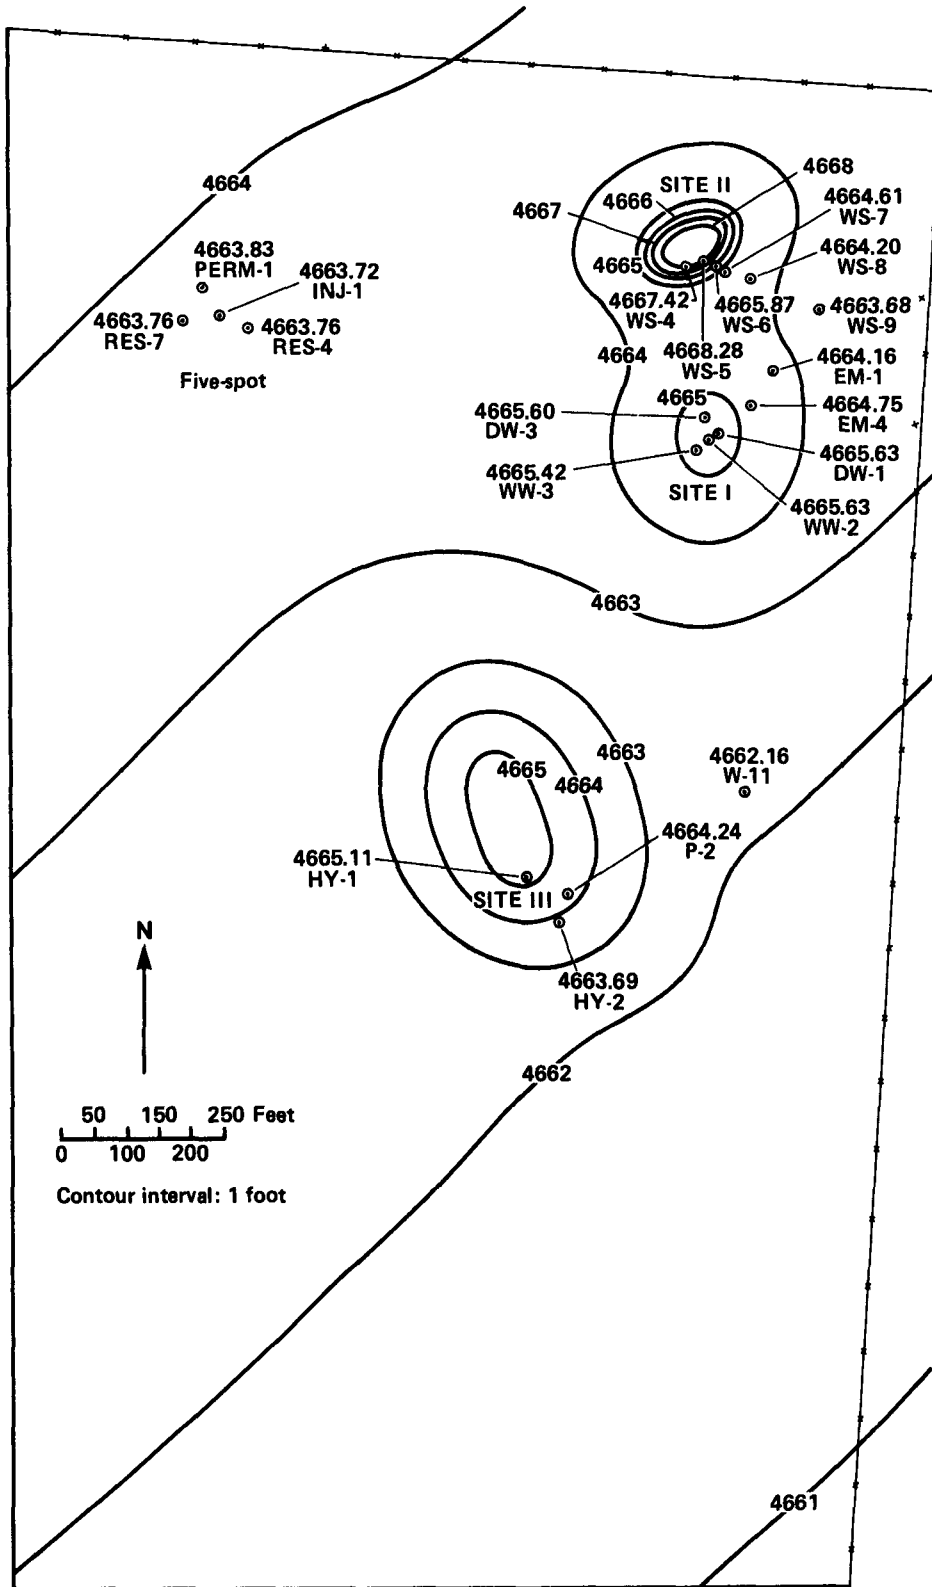 4664
4668
SITE II
4664.61
WS-7
4666
4667
4664.20
WS-8
4663.83
PERM-1
4663.72
INJ-1
4665
4667.42
WS-4
4665.87
WS-6
4663.68
WS-9
4663.76
RES-7
4663.76
RES-4
4668.28
WS-5
4664
4664.16
EM-1
Five-spot
4665
4664.75
EM-4
4665.60
DW-3
4665.63
DW-1
4665.42
WW-3
SITE I
4665.63
WW-2
4663
4663
4665
4664
4662.16
W-11
4664.24
P-2
4665.11
HY-1
SITE III
N
4663.69
HY-2
4662
50 150 250 Feet
0 100 200
Contour interval: 1 foot
4661